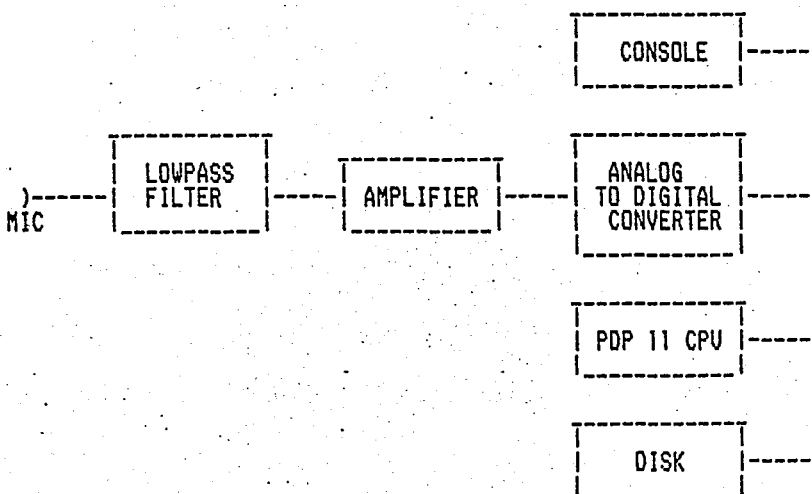 CONSOLE
LOWPASS
FILTER
)
MIC
AMPLIFIER
ANALOG
TO DIGITAL
CONVERTER
PDP 11 CPU
DISK